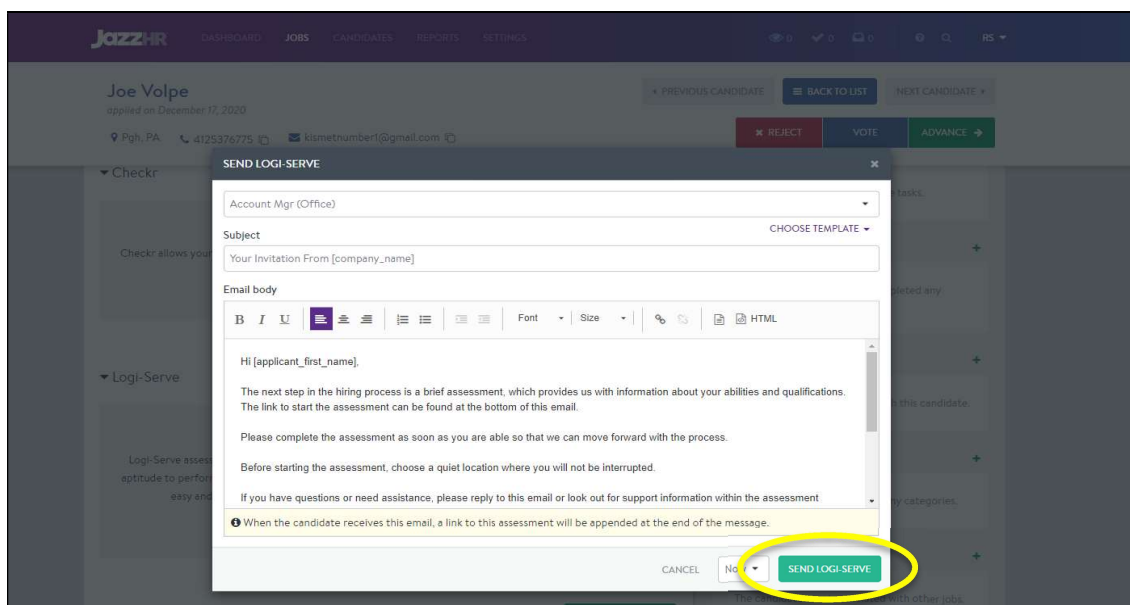 JazzHR DASHBOARD JOBS CANDIDATES REPORTS SETTINGS 0 0 0 RS
Joe Volpe
applied on December 17, 2020
« PREVIOUS CANDIDATE BACK TO LIST NEXT CANDIDATE »
Pgh, PA 4125376775 kismetnumber1@gmail.com
REJECT VOTE ADVANCE
SEND LOGI-SERVE
Checkr
tasks.
Account Mgr (Office)
CHOOSE TEMPLATE
Subject
Checkr allows your
Your Invitation From [company_name]
Email body
pleted any
B I U Font Size HTML
Hi [applicant_first_name],
Logi-Serve
The next step in the hiring process is a brief assessment, which provides us with information about your abilities and qualifications.
The link to start the assessment can be found at the bottom of this email.
this candidate.
Please complete the assessment as soon as you are able so that we can move forward with the process.
Logi-Serve assess
Before starting the assessment, choose a quiet location where you will not be interrupted.
aptitude to perfor
easy and
If you have questions or need assistance, please reply to this email or look out for support information within the assessment
ny categories.
When the candidate receives this email, a link to this assessment will be appended at the end of the message.
CANCEL Now SEND LOGI-SERVE
with other jobs.